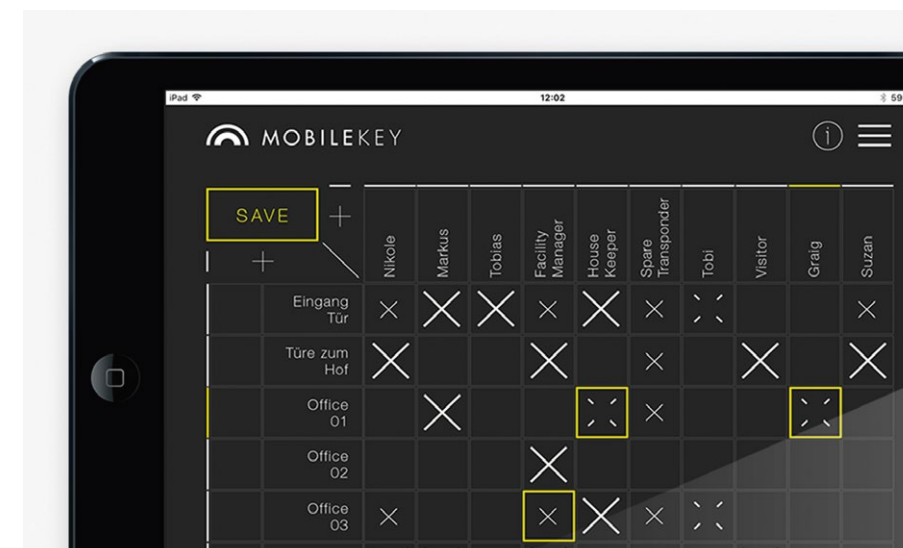 iPad 12:02 59
MOBILEKEY
SAVE
Nikole
Markus
Tobias
Facility
Manager
House
Keeper
Spare
Transponder
Tobi
Visitor
Graig
Suzan
Eingang
Tür
Türe zum
Hof
Office
01
Office
02
Office
03